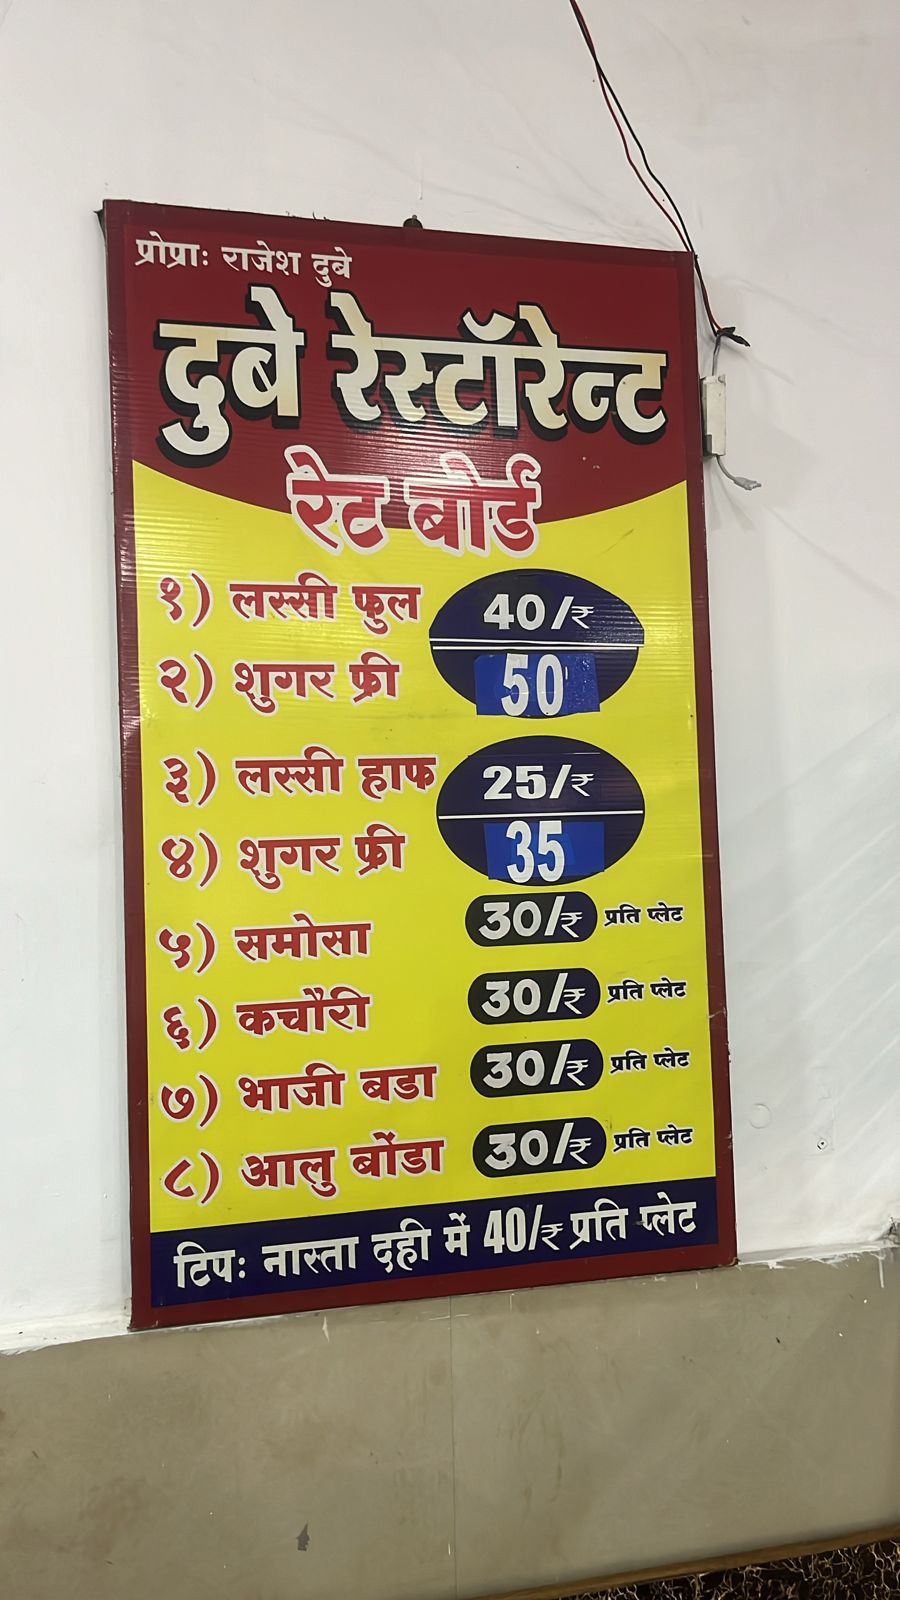 प्रोप्राः राजेश दुबे
दुबे रेस्टॉरेन्ट
रेट बोर्ड
१) लस्सी फुल 40/₹
२) शुगर फ्री 50
३) लस्सी हाफ 25/₹
४) शुगर फ्री 35
५) समोसा 30/₹ प्रति प्लेट
६) कचौरी 30/₹ प्रति प्लेट
७) भाजी बडा 30/₹ प्रति प्लेट
८) आलु बोंडा 30/₹ प्रति प्लेट
टिपः नास्ता दही में 40/₹ प्रति प्लेट